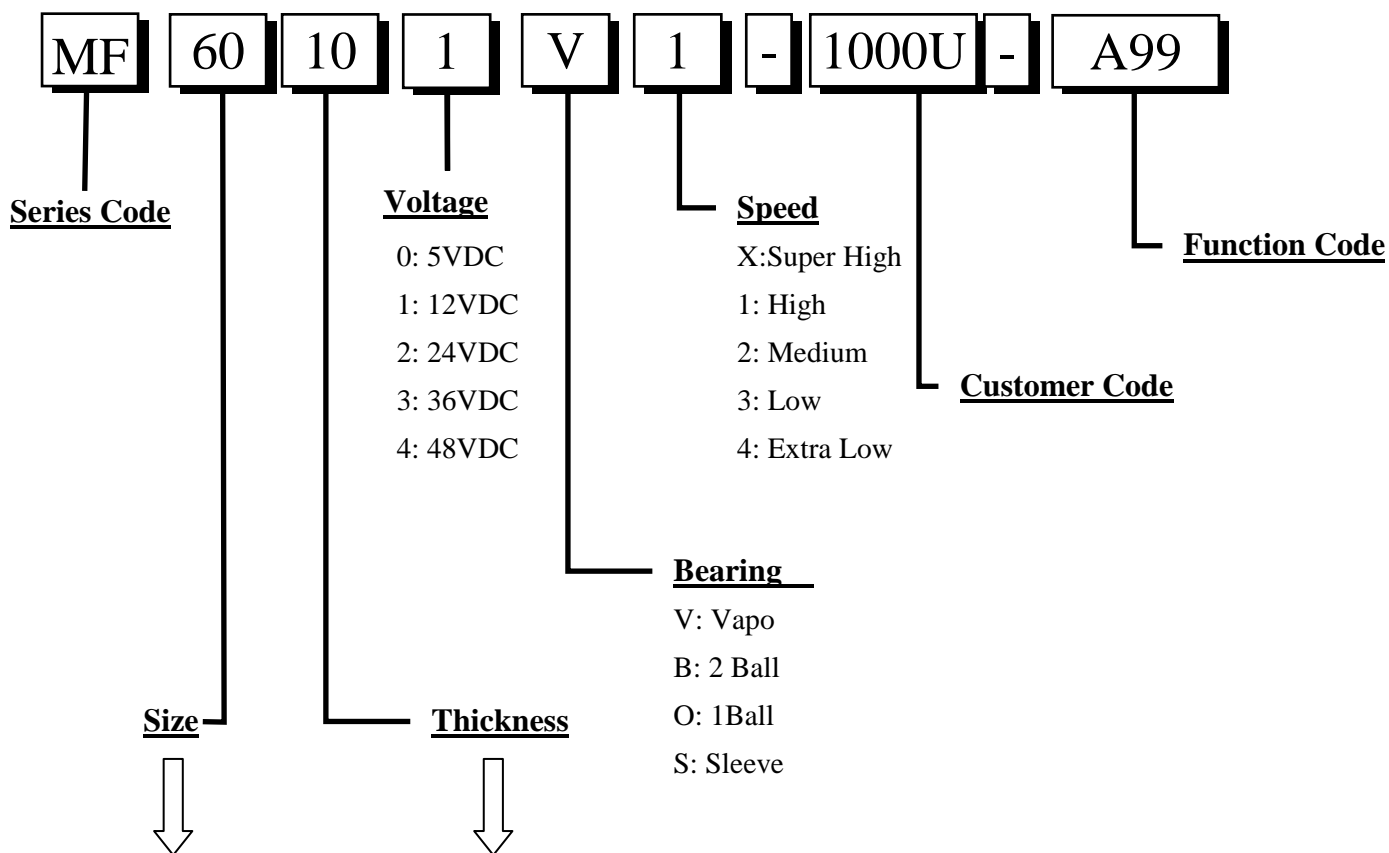 MF 60 10 1 V 1 - 1000U - A99
Series Code
Voltage
0: 5VDC
1: 12VDC
2: 24VDC
3: 36VDC
4: 48VDC
Speed
X:Super High
1: High
2: Medium
3: Low
4: Extra Low
Function Code
Customer Code
Bearing
V: Vapo
B: 2 Ball
O: 1Ball
S: Sleeve
Size
Thickness